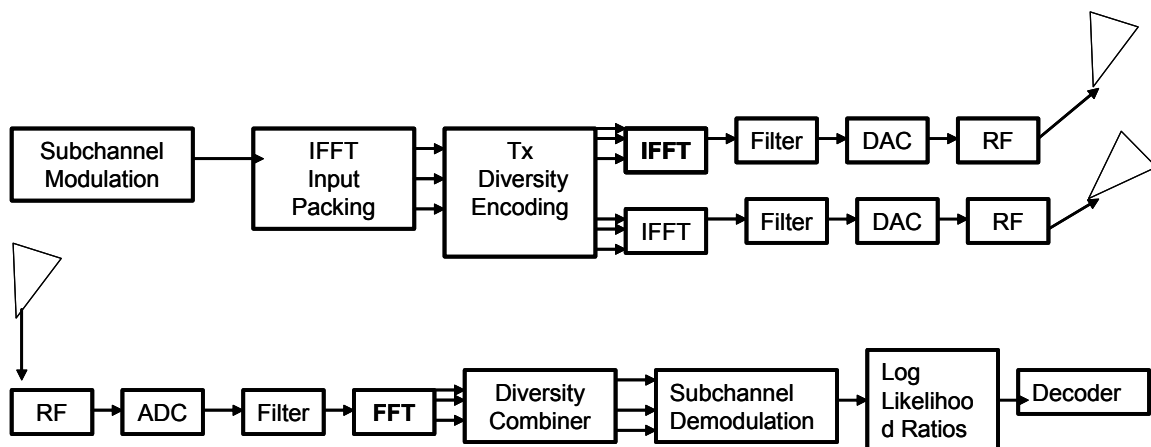 Subchannel
Modulation
IFFT
Input
Packing
Tx
Diversity
Encoding
IFFT
Filter
DAC
RF
IFFT
Filter
DAC
RF
RF
ADC
Filter
FFT
Diversity
Combiner
Subchannel
Demodulation
Log
Likelihoo
d Ratios
Decoder